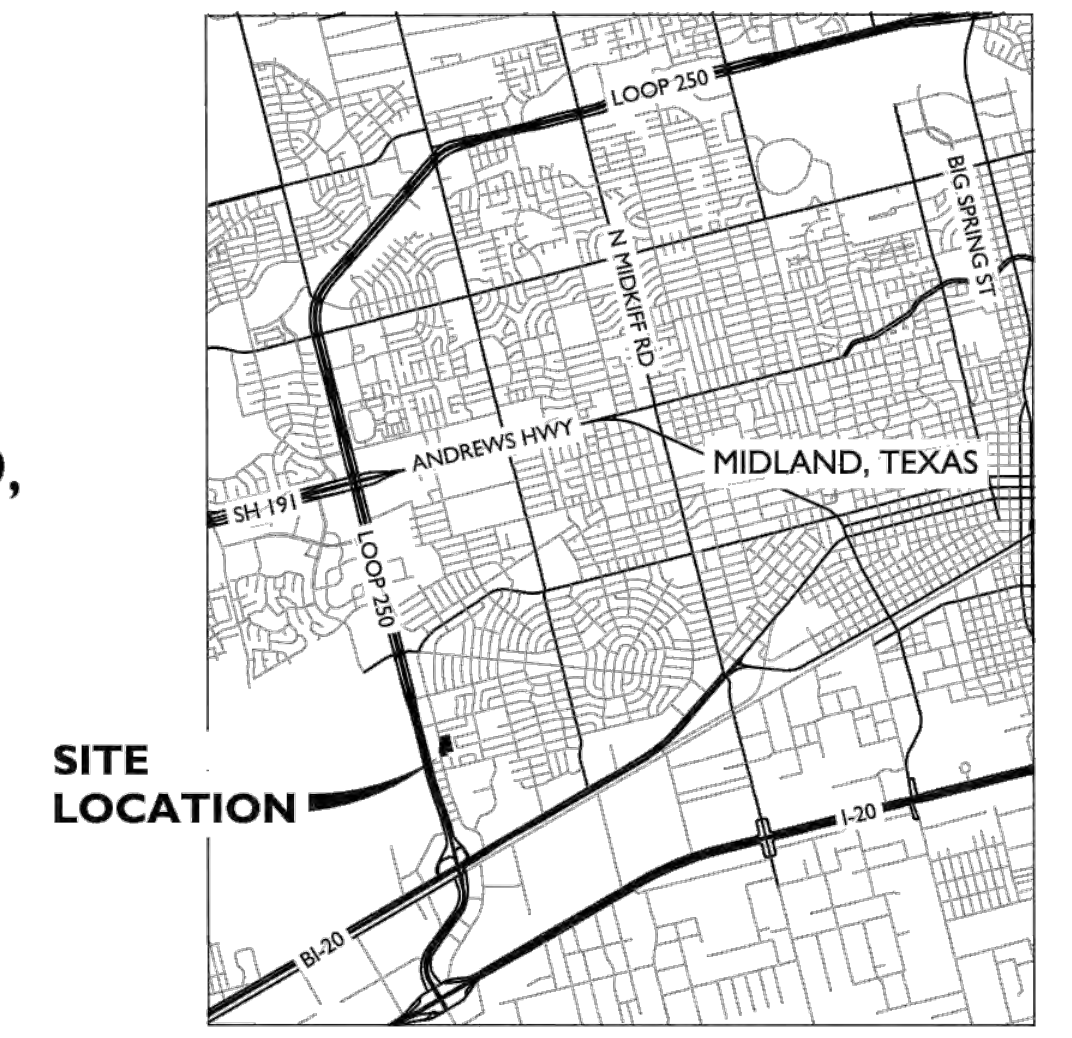 LOOP 250
BIG SPRING ST
N MIDKIFF RD
ANDREWS HWY
MIDLAND, TEXAS
,
SH 191
LOOP 250
SITE
LOCATION
I-20
BI-20